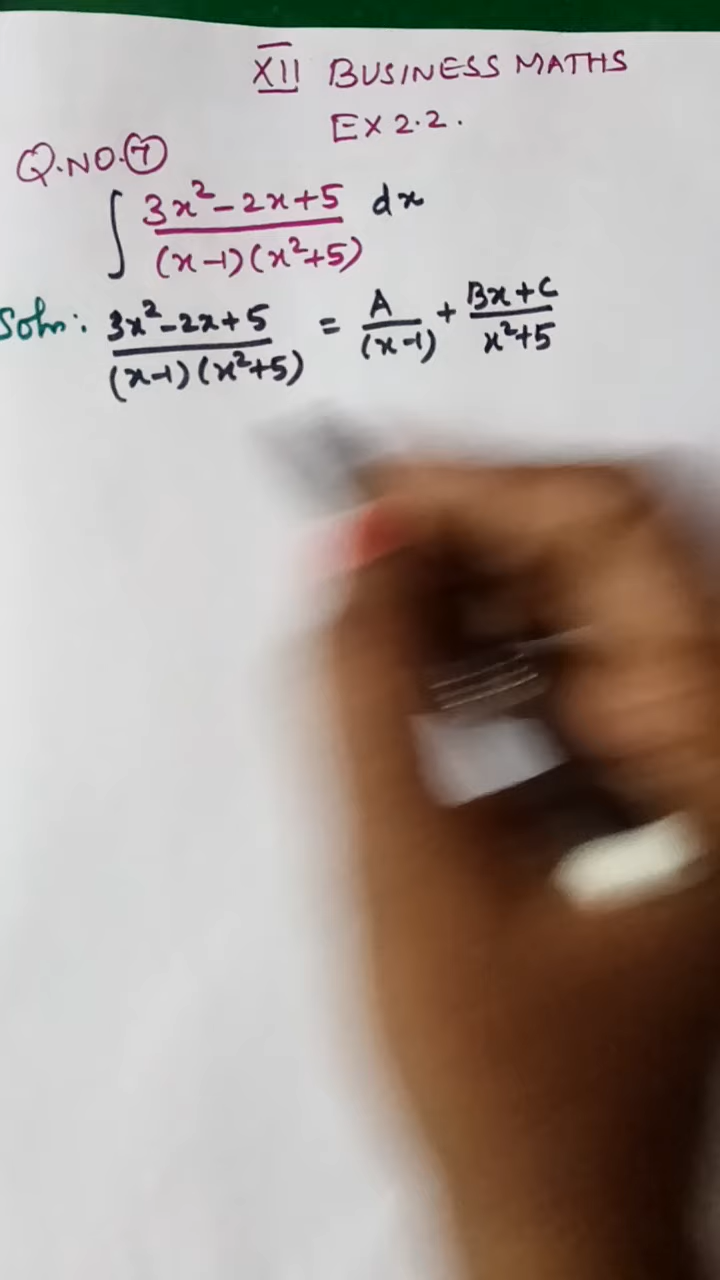 XII BUSINESS MATHS
EX 2.2.
Q.NO.⑦
∫ (3x²-2x+5)/((x-1)(x²+5)) dx
Soln: (3x²-2x+5)/((x-1)(x²+5)) = A/(x-1) + (Bx+C)/(x²+5)